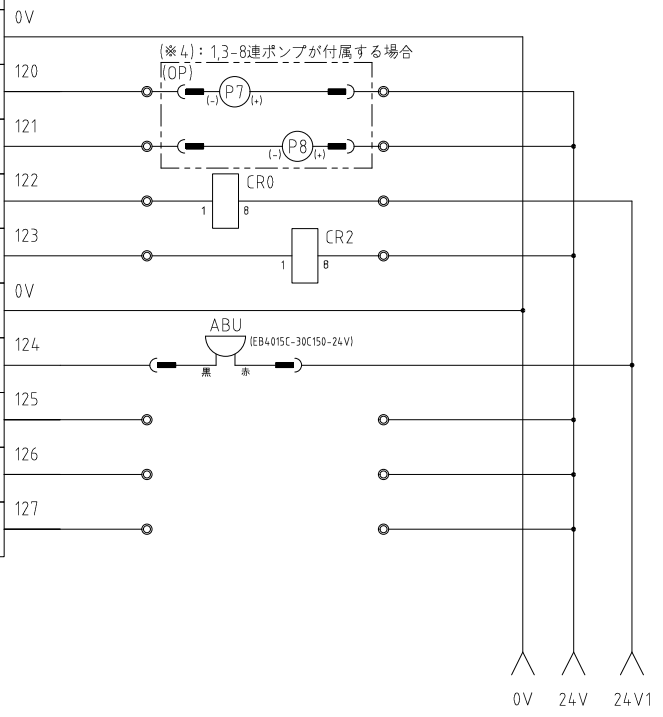 0V
(※4)：1,3-8連ポンプが付属する場合
120
(OP)
P7
(-)
(+)
121
P8
(-)
(+)
122
CR0
1
8
123
CR2
1
8
0V
ABU
(EB4015C-30C150-24V)
124
黒
赤
125
126
127
0V
24V
24V1